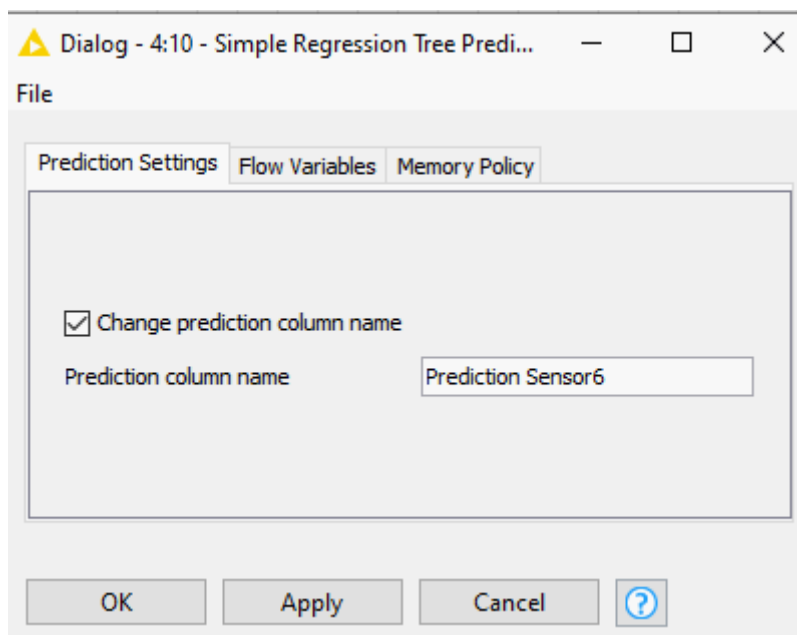 Dialog - 4:10 - Simple Regression Tree Predi...
File
Prediction Settings Flow Variables Memory Policy
Change prediction column name
Prediction column name Prediction Sensor6
OK Apply Cancel ?